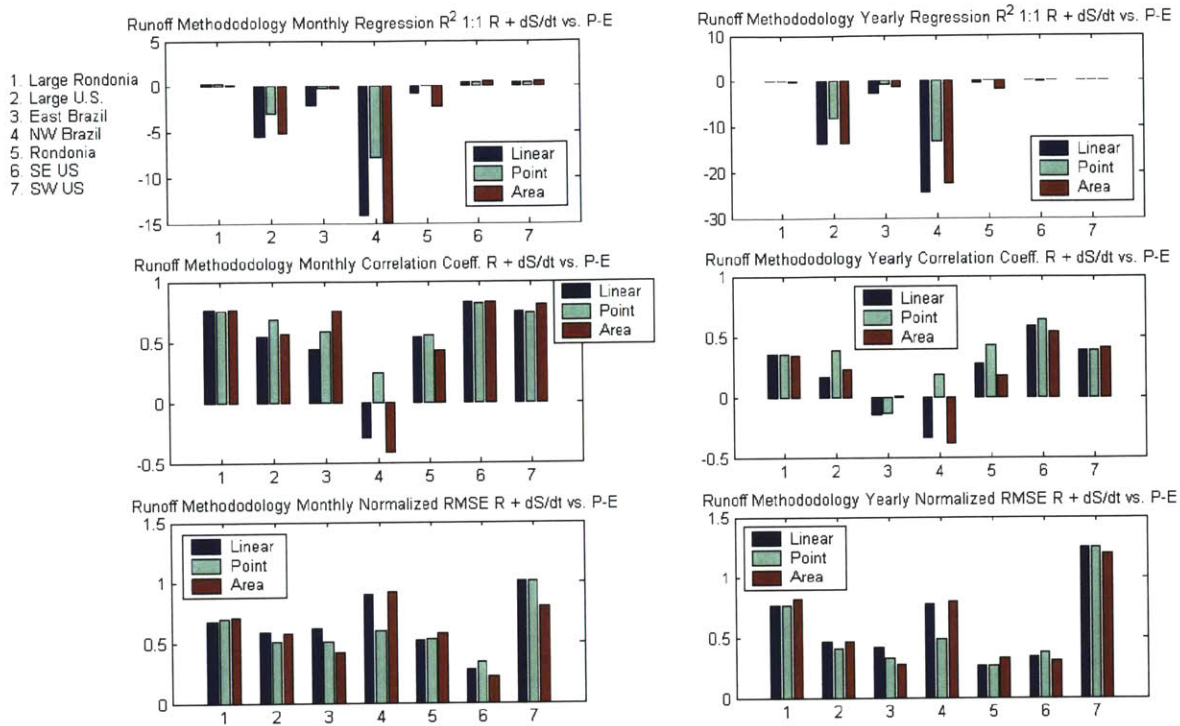 Runoff Methododology Monthly Regression R² 1:1 R + dS/dt vs. P-E
5
0
-5
-10
-15
1 2 3 4 5 6 7
Linear
Point
Area
1. Large Rondonia
2. Large U.S.
3. East Brazil
4 NW Brazil
5. Rondonia
6. SE US
7. SW US
Runoff Methododology Yearly Regression R² 1:1 R + dS/dt vs. P-E
10
0
-10
-20
-30
1 2 3 4 5 6 7
Linear
Point
Area
Runoff Methododology Monthly Correlation Coeff. R + dS/dt vs. P-E
1
0.5
0
-0.5
1 2 3 4 5 6 7
Linear
Point
Area
Runoff Methododology Yearly Correlation Coeff. R + dS/dt vs. P-E
1
0.5
0
-0.5
1 2 3 4 5 6 7
Linear
Point
Area
Runoff Methododology Monthly Normalized RMSE R + dS/dt vs. P-E
1.5
1
0.5
0
1 2 3 4 5 6 7
Linear
Point
Area
Runoff Methododology Yearly Normalized RMSE R + dS/dt vs. P-E
1.5
1
0.5
0
1 2 3 4 5 6 7
Linear
Point
Area